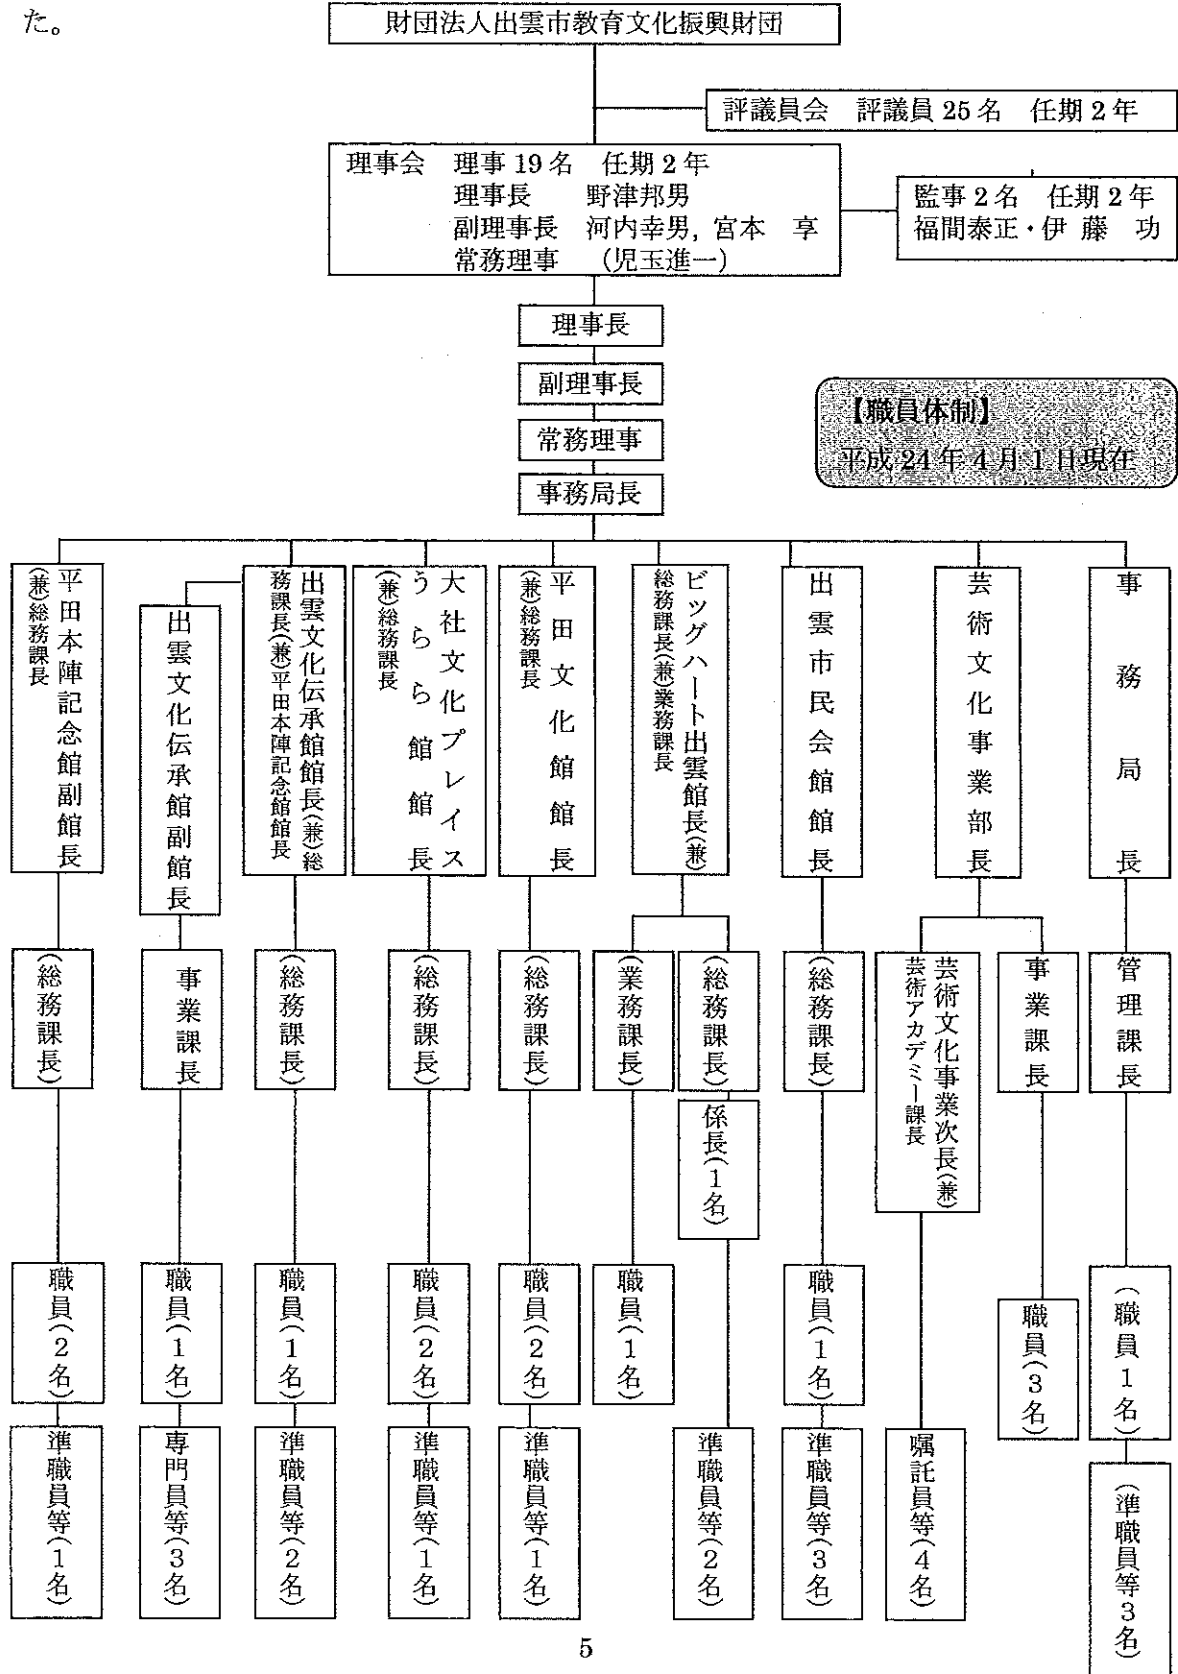 た。
財団法人出雲市教育文化振興財団
評議員会 評議員25名 任期2年
理事会 理事19名 任期2年
理事長 野津邦男
副理事長 河内幸男, 宮本 享
常務理事 (児玉進一)
監事2名 任期2年
福間泰正・伊藤 功
理事長
副理事長
常務理事
事務局長
【職員体制】
平成24年4月1日現在
事務局長
芸術文化事業部長
出雲市民会館館長
ビッグハート出雲館長(兼)
総務課長(兼)業務課長
平田文化館館長
(兼)総務課長
大社文化プレイス
うらら館館長
(兼)総務課長
出雲文化伝承館館長(兼)総
務課長(兼)平田本陣記念館館長
出雲文化伝承館副館長
平田本陣記念館副館長
(兼)総務課長
管理課長
事業課長
芸術文化事業次長(兼)
芸術アカデミー課長
(総務課長)
(総務課長)
係長(1名)
(業務課長)
(総務課長)
(総務課長)
(総務課長)
事業課長
(総務課長)
(職員1名)
職員(3名)
職員(1名)
職員(1名)
職員(2名)
職員(2名)
職員(1名)
職員(1名)
職員(2名)
(準職員等3名)
嘱託員等(4名)
準職員等(3名)
準職員等(2名)
準職員等(1名)
準職員等(1名)
準職員等(2名)
専門員等(3名)
準職員等(1名)
5